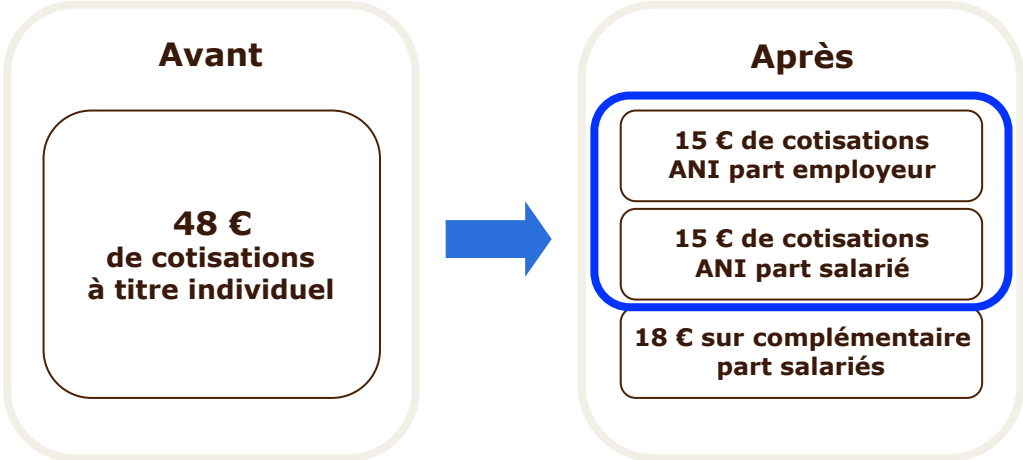 Avant
48 €
de cotisations
à titre individuel
Après
15 € de cotisations
ANI part employeur
15 € de cotisations
ANI part salarié
18 € sur complémentaire
part salariés